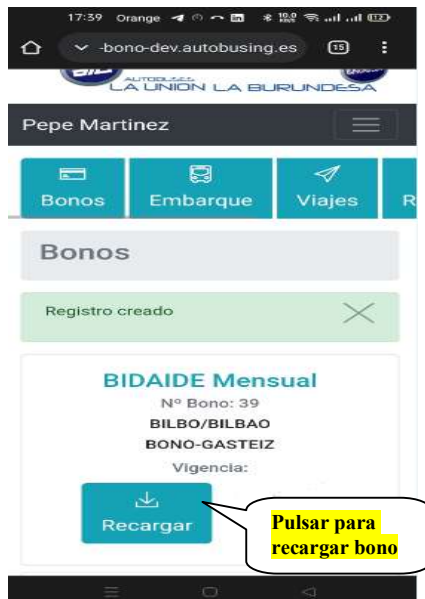 17:39 Orange
-bono-dev.autobusing.es
15
AUTOBUSES
LA UNION LA BURUNDESA
Pepe Martinez
Bonos Embarque Viajes R
Bonos
Registro creado
BIDAIDE Mensual
Nº Bono: 39
BILBO/BILBAO
BONO-GASTEIZ
Vigencia:
Recargar
Pulsar para
recargar bono